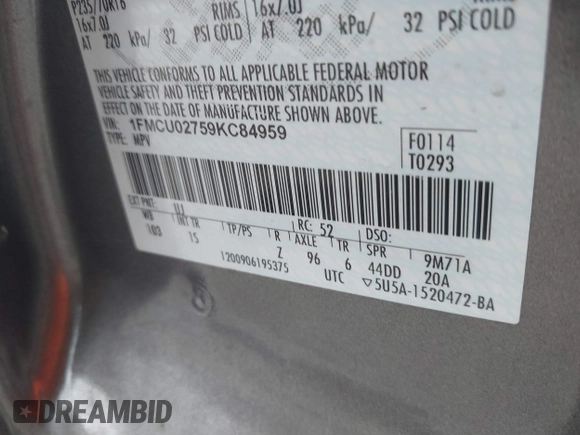 P235/70R16 RIMS 16x7.0J
16x7.0J
AT 220 kPa/ 32 PSI COLD AT 220 kPa/ 32 PSI COLD
THIS VEHICLE CONFORMS TO ALL APPLICABLE FEDERAL MOTOR
VEHICLE SAFETY AND THEFT PREVENTION STANDARDS IN
EFFECT ON THE DATE OF MANUFACTURE SHOWN ABOVE.
VIN: 1FMCU02759KC84959
TYPE: MPV
F0114
T0293
EXT PNT: UJ RC: 52 DSO:
WB INT TR TP/PS R AXLE TR SPR 9M71A
103 15 Z 96 6 44DD 20A
1200906195375 UTC ▽5U5A-1520472-BA
DREAMBID